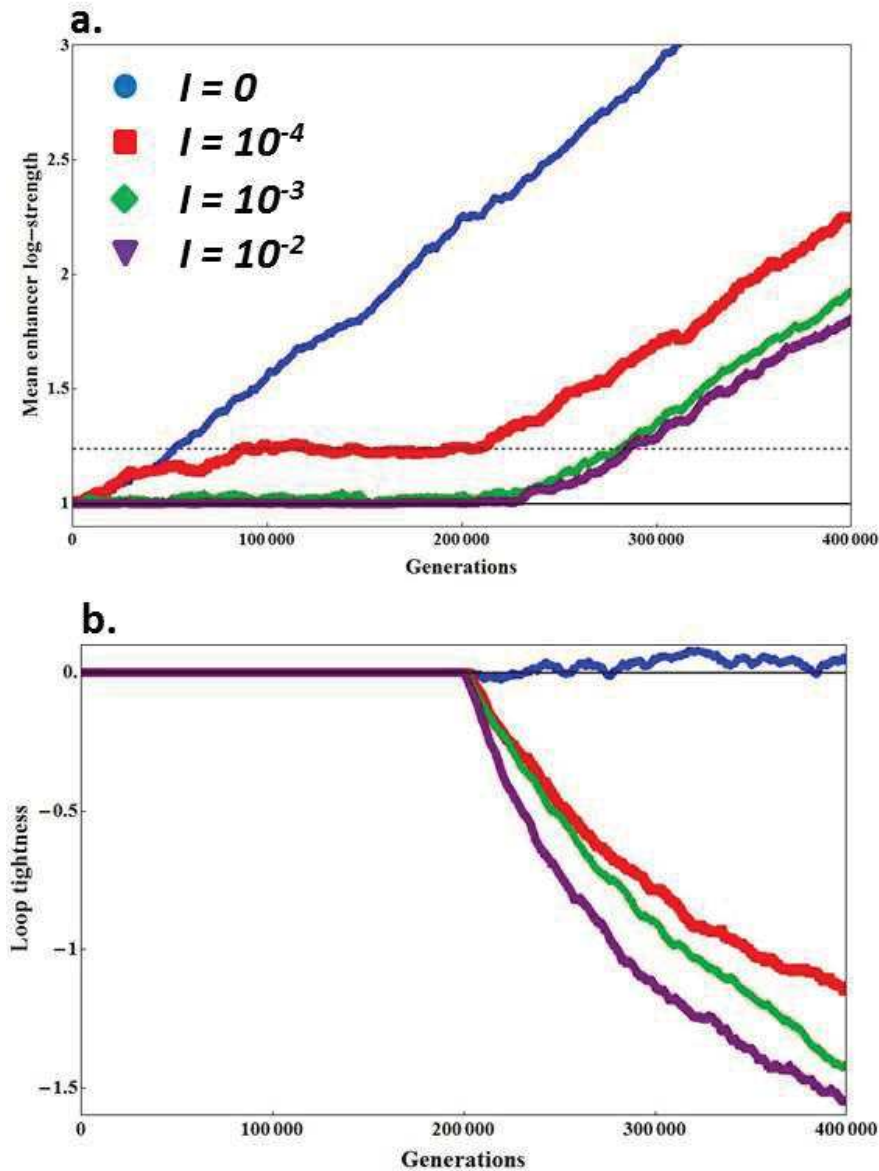 a.
3
I = 0
I = 10⁻⁴
I = 10⁻³
I = 10⁻²
2.5
2
1.5
1
Mean enhancer log–strength
0 100 000 200 000 300 000 400 000
Generations
b.
0.
−0.5
−1
−1.5
Loop tightness
0 100 000 200 000 300 000 400 000
Generations